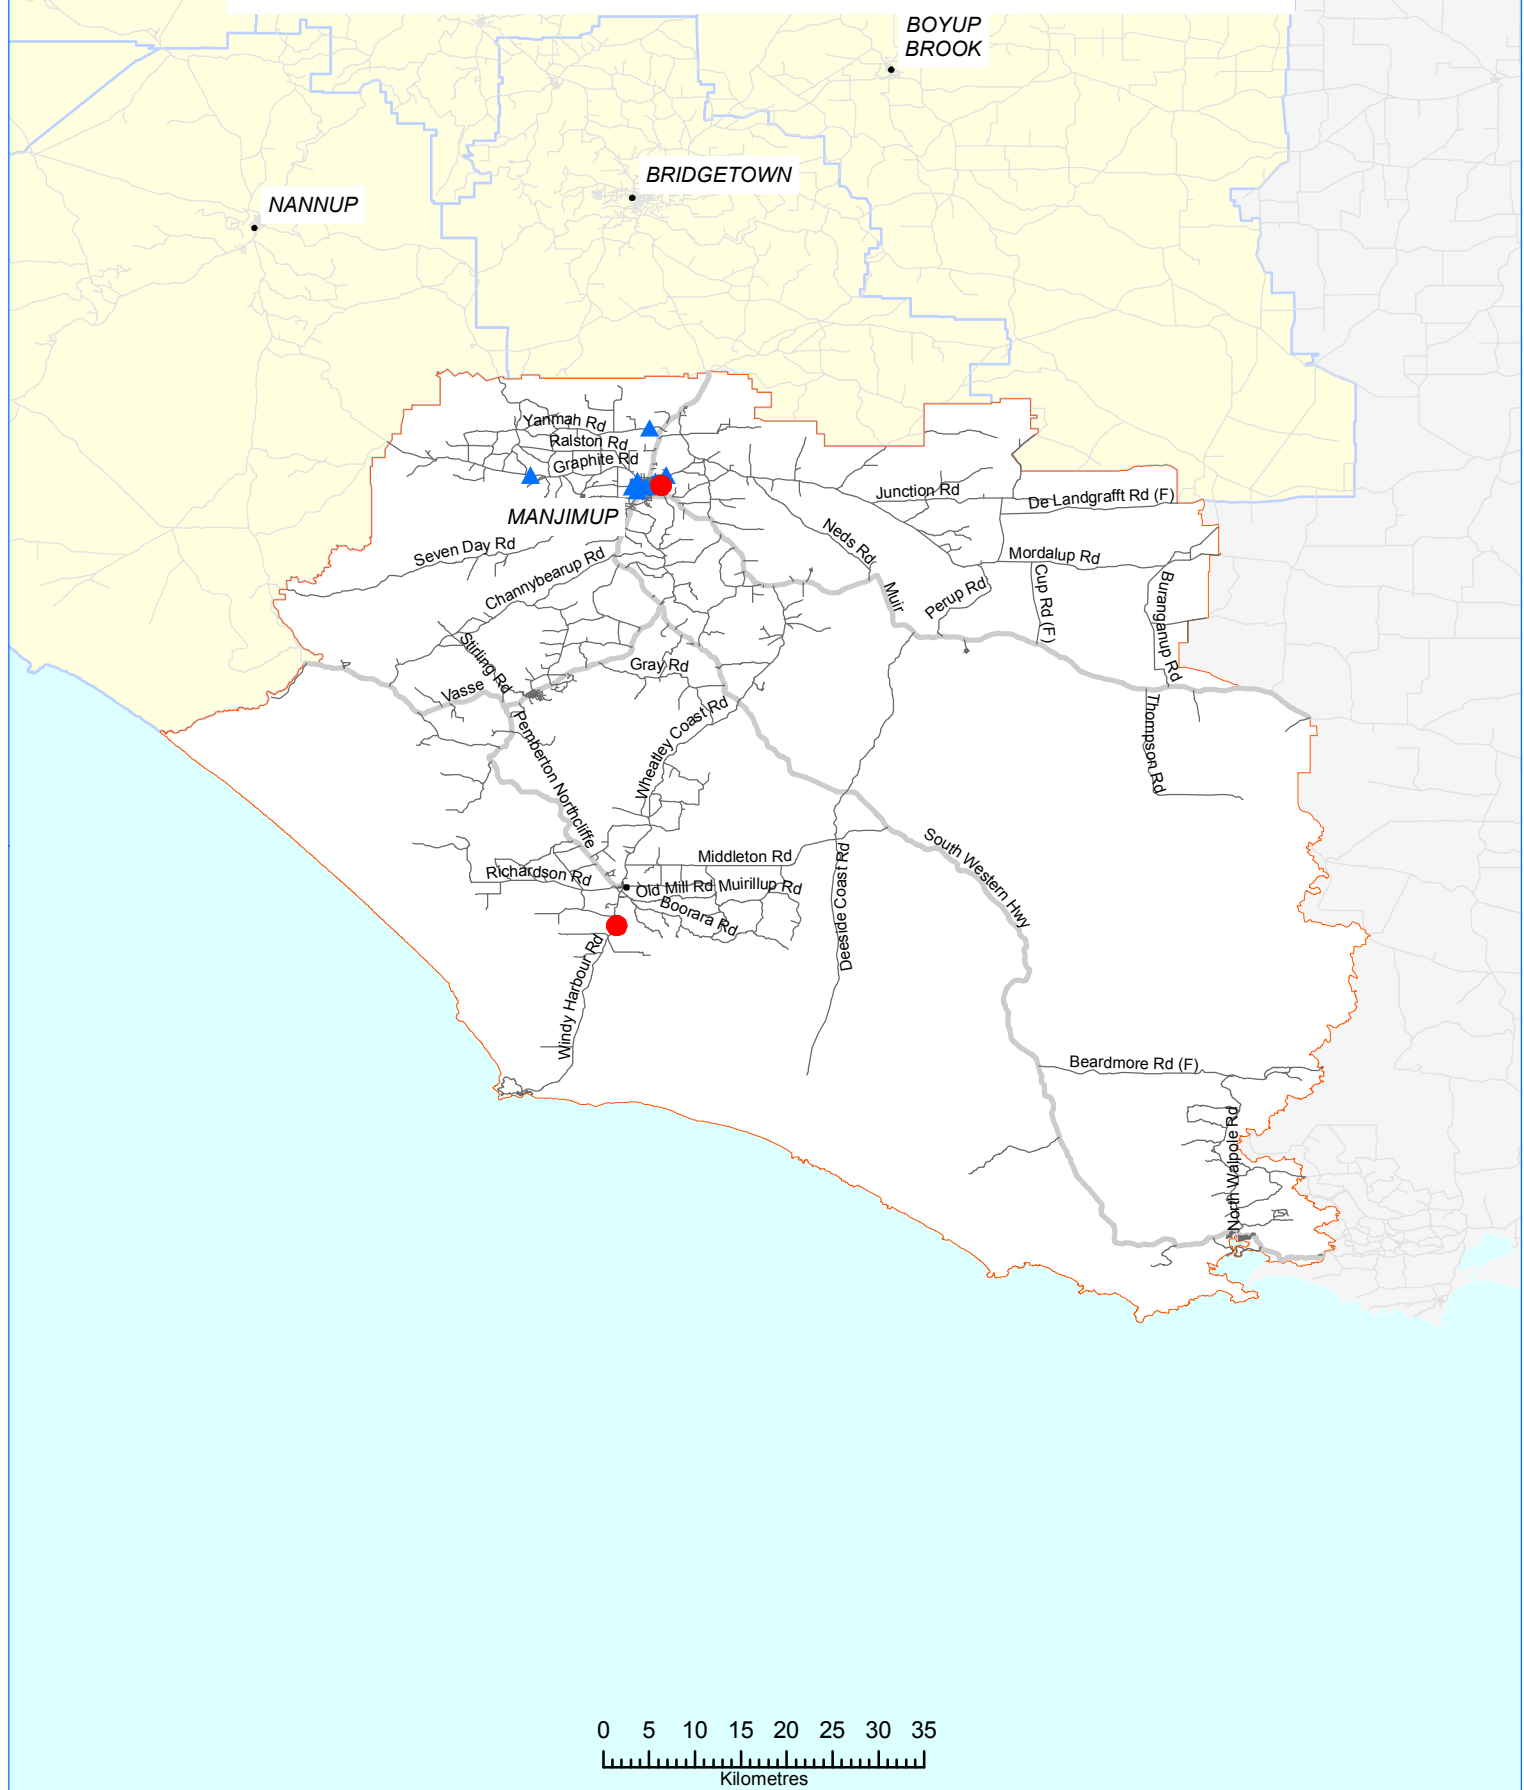 BOYUP
BROOK
BRIDGETOWN
NANNUP
Yanmah Rd
Ralston Rd
Graphite Rd
Junction Rd
De Landgrafft Rd (F)
MANJIMUP
Neds Rd
Seven Day Rd
Mordalup Rd
Channybearup Rd
Muir
Perup Rd
Cup Rd (F)
Buranganup Rd
Stirling Rd
Gray Rd
Vasse
Pemberton Northcliffe
Wheatley Coast Rd
Thompson Rd
South Western Hwy
Middleton Rd
Richardson Rd
Old Mill Rd
Muirillup Rd
Boorara Rd
Deeside Coast Rd
Windy Harbour Rd
Beardmore Rd (F)
North Walpole Rd
0 5 10 15 20 25 30 35
Kilometres